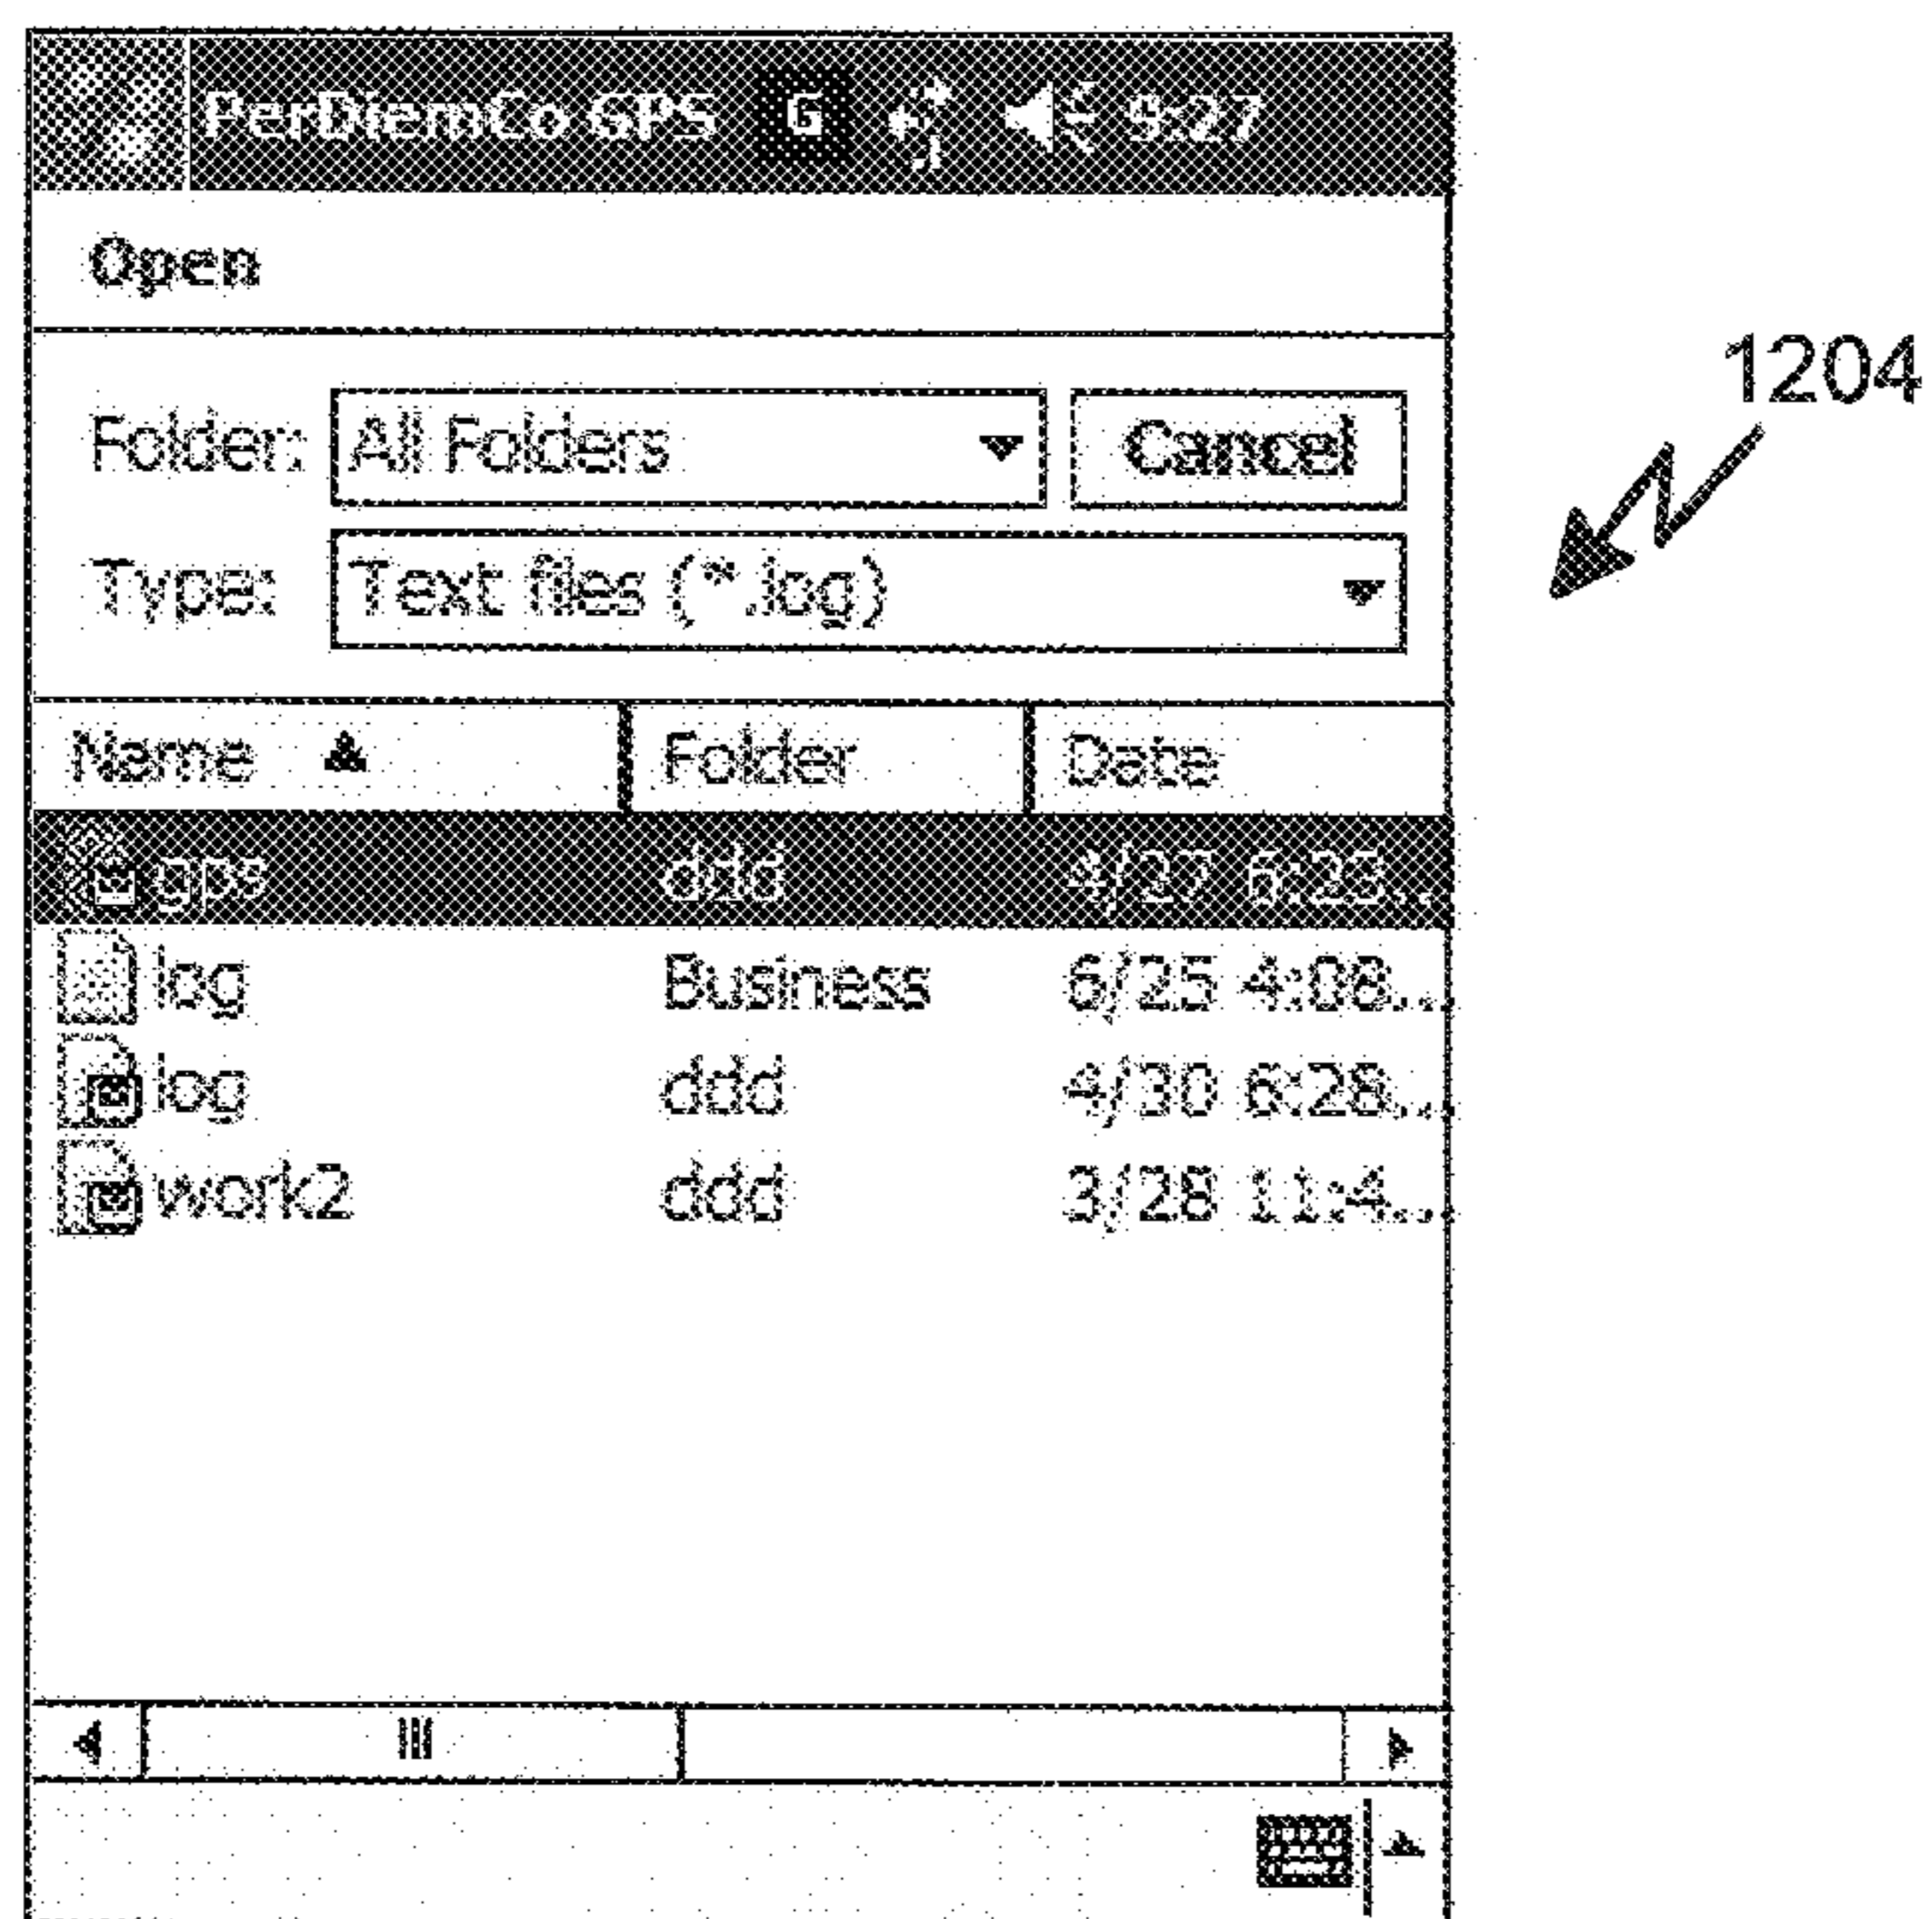 PerDiemCo GPS G 9:27
Open
1204
Folder: All Folders Cancel
Type: Text files (*.log)
Name Folder Date
gps ddd 4/27 6:23...
log Business 6/25 4:08...
log ddd 4/30 6:28...
work2 ddd 3/28 11:4...